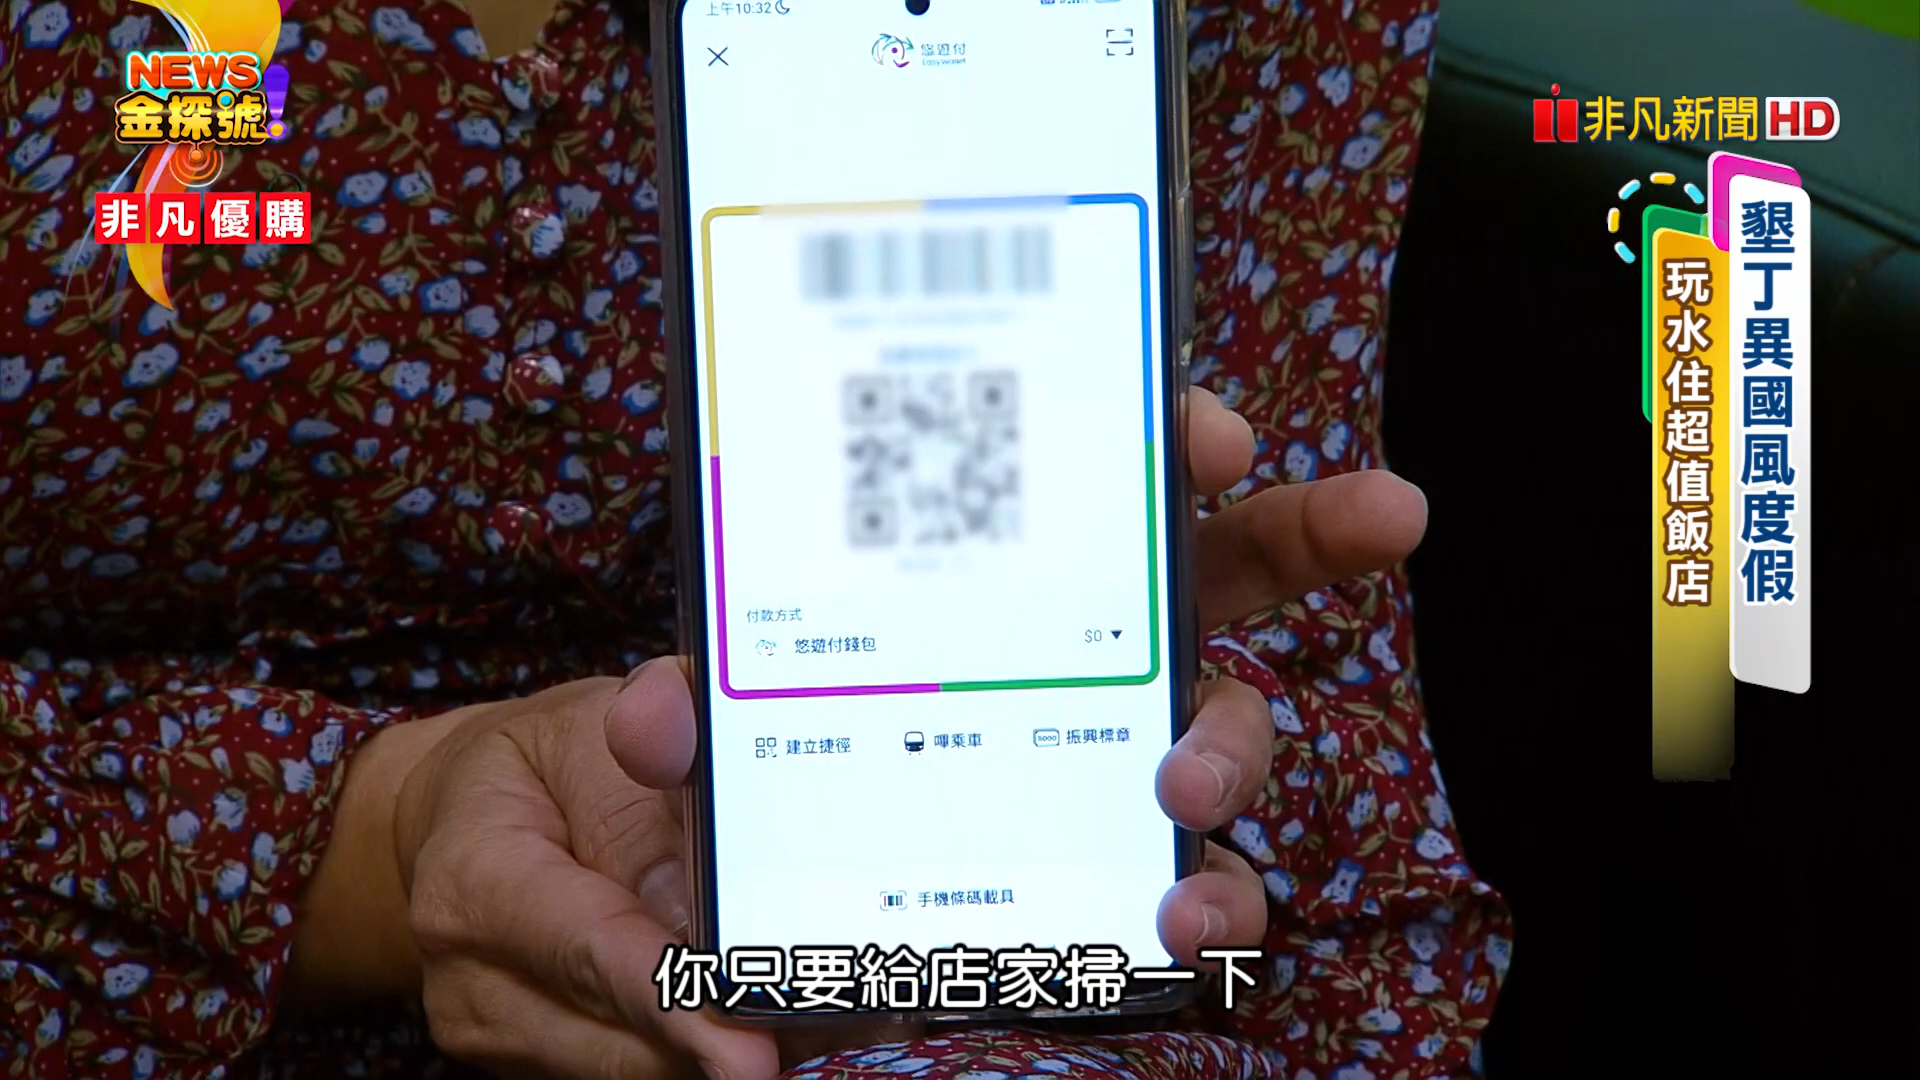 上午10:32
悠遊付
EasyWallet
NEWS
金探號!
非凡優購
非凡新聞HD
墾丁異國風度假
玩水住超值飯店
付款方式
悠遊付錢包 $0
建立捷徑 嗶乘車 5000 振興標章
手機條碼載具
你只要給店家掃一下